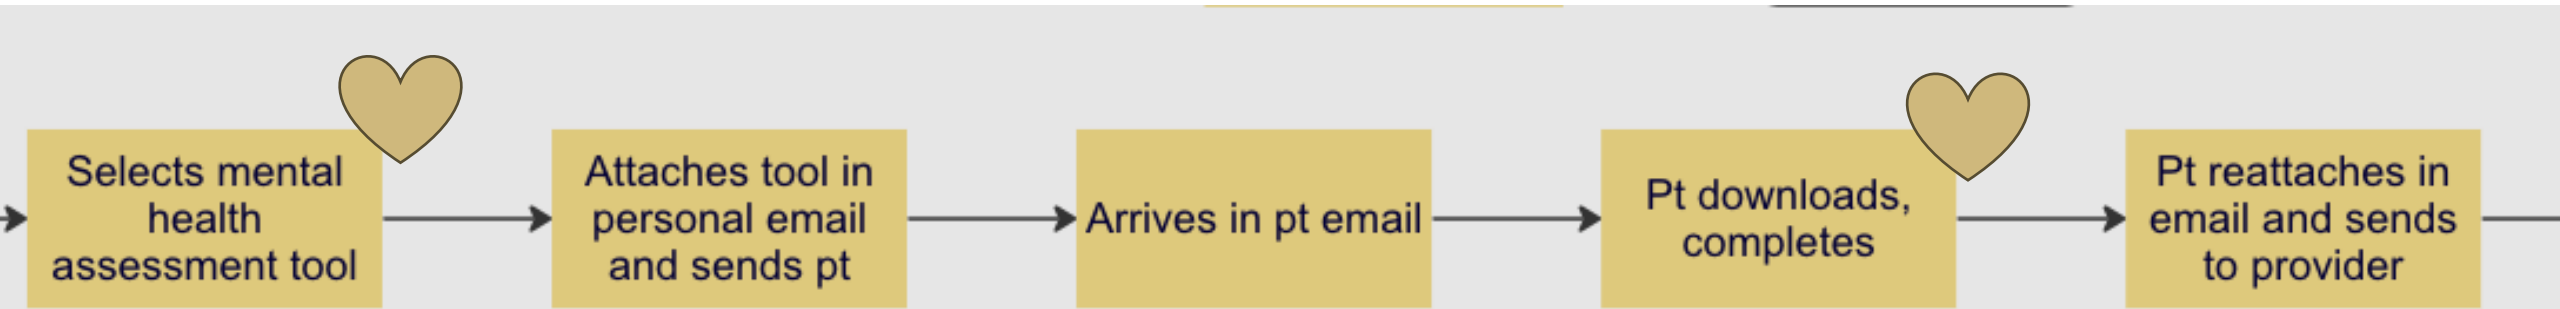 Selects mental
health
assessment tool
Attaches tool in
personal email
and sends pt
Arrives in pt email
Pt downloads,
completes
Pt reattaches in
email and sends
to provider